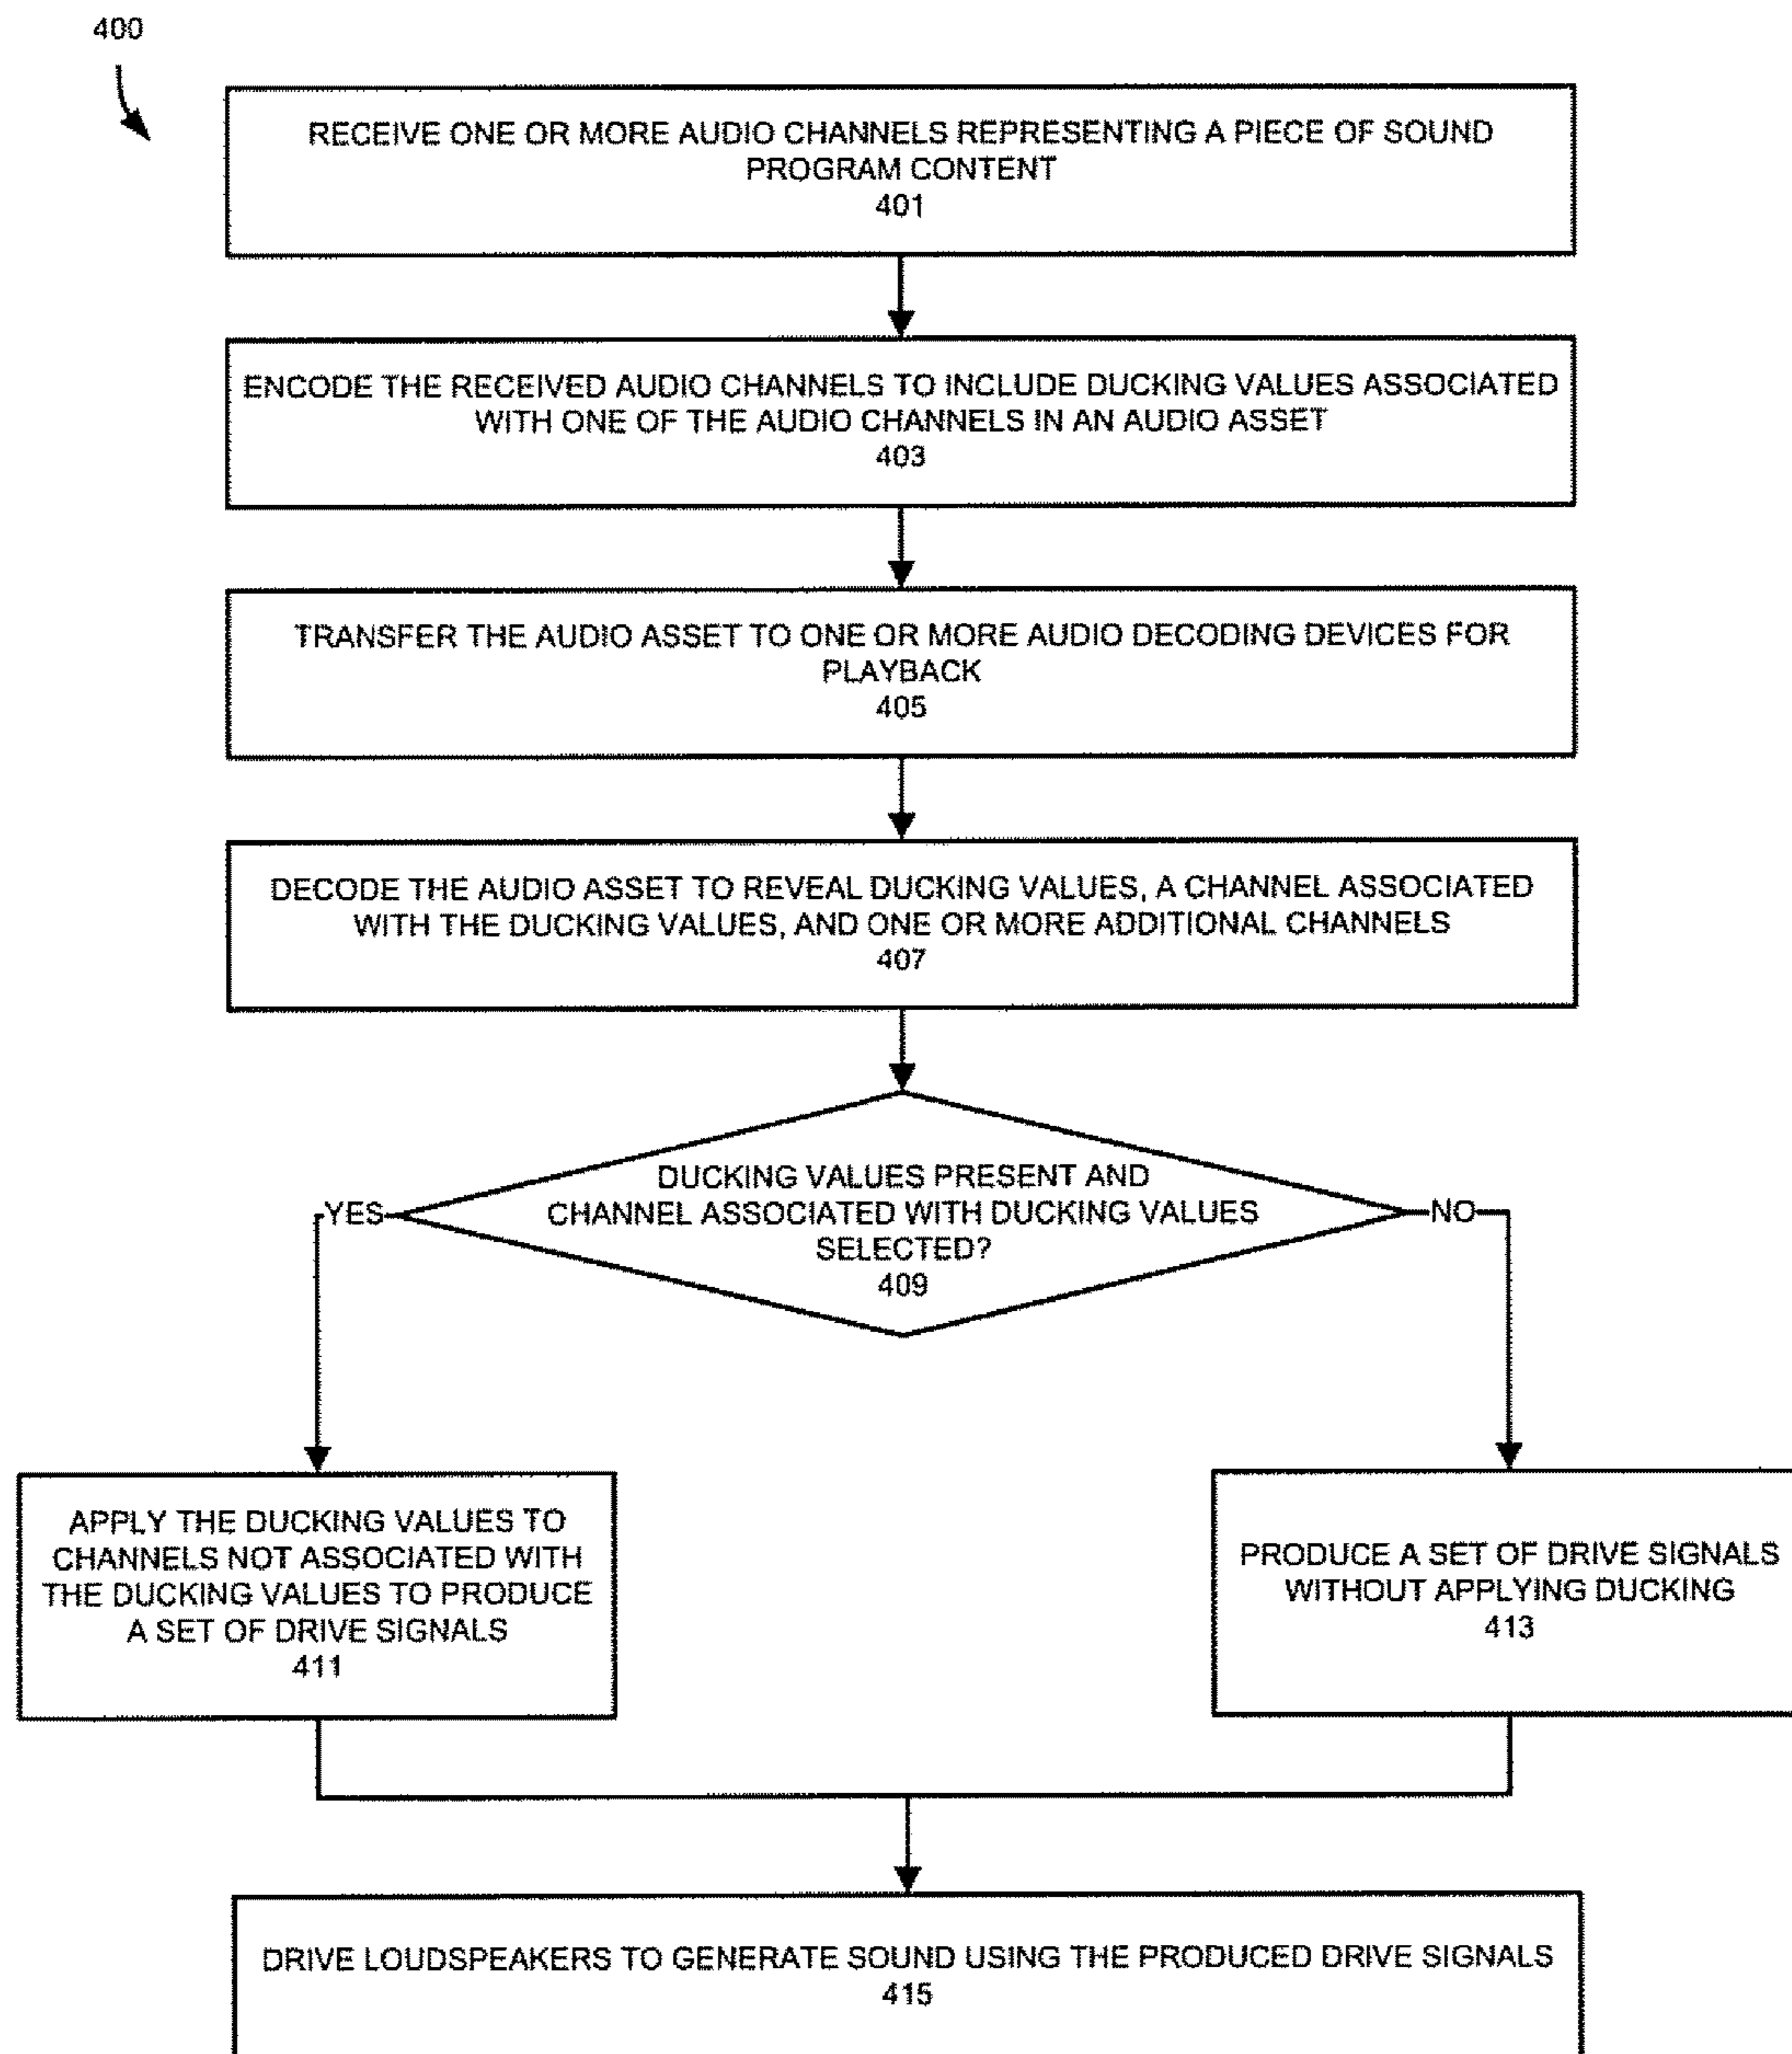 400
RECEIVE ONE OR MORE AUDIO CHANNELS REPRESENTING A PIECE OF SOUND
PROGRAM CONTENT
401
ENCODE THE RECEIVED AUDIO CHANNELS TO INCLUDE DUCKING VALUES ASSOCIATED
WITH ONE OF THE AUDIO CHANNELS IN AN AUDIO ASSET
403
TRANSFER THE AUDIO ASSET TO ONE OR MORE AUDIO DECODING DEVICES FOR
PLAYBACK
405
DECODE THE AUDIO ASSET TO REVEAL DUCKING VALUES, A CHANNEL ASSOCIATED
WITH THE DUCKING VALUES, AND ONE OR MORE ADDITIONAL CHANNELS
407
DUCKING VALUES PRESENT AND
CHANNEL ASSOCIATED WITH DUCKING VALUES
SELECTED?
409
YES
NO
APPLY THE DUCKING VALUES TO
CHANNELS NOT ASSOCIATED WITH
THE DUCKING VALUES TO PRODUCE
A SET OF DRIVE SIGNALS
411
PRODUCE A SET OF DRIVE SIGNALS
WITHOUT APPLYING DUCKING
413
DRIVE LOUDSPEAKERS TO GENERATE SOUND USING THE PRODUCED DRIVE SIGNALS
415